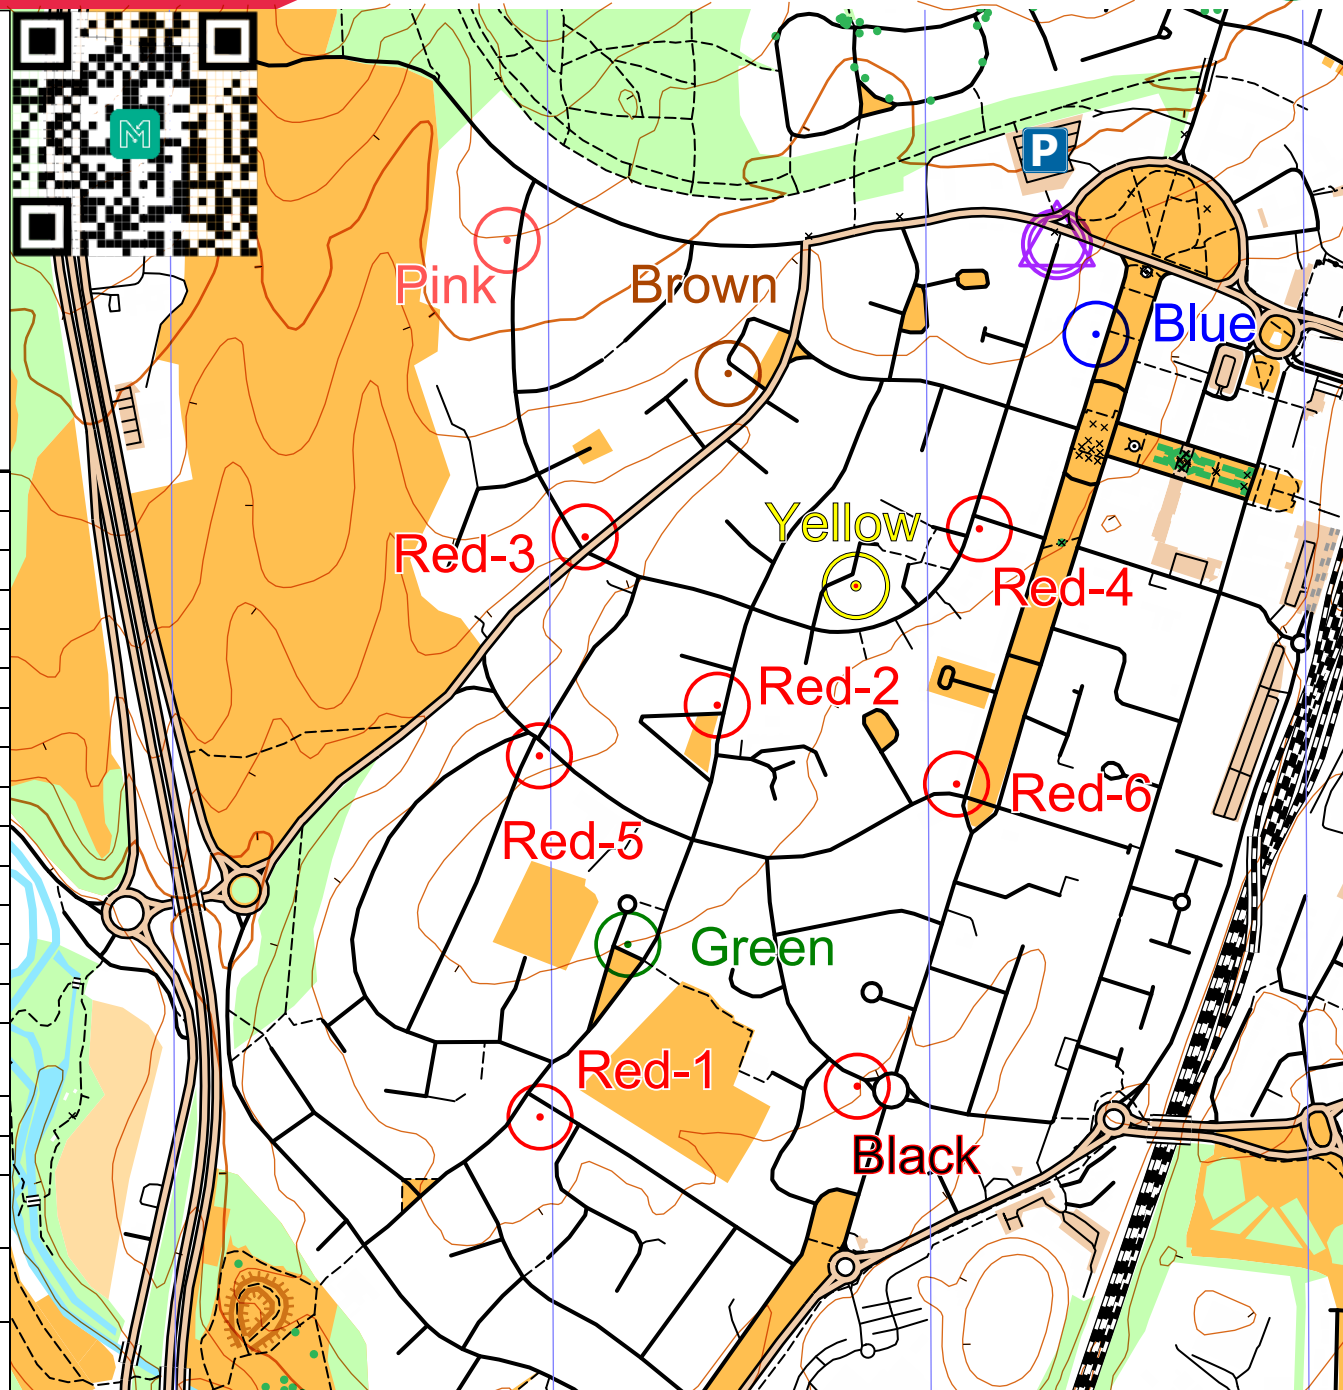 P
Pink
Brown
Blue
Yellow
Red-3
Red-4
Red-2
Red-6
Red-5
Green
Red-1
Black